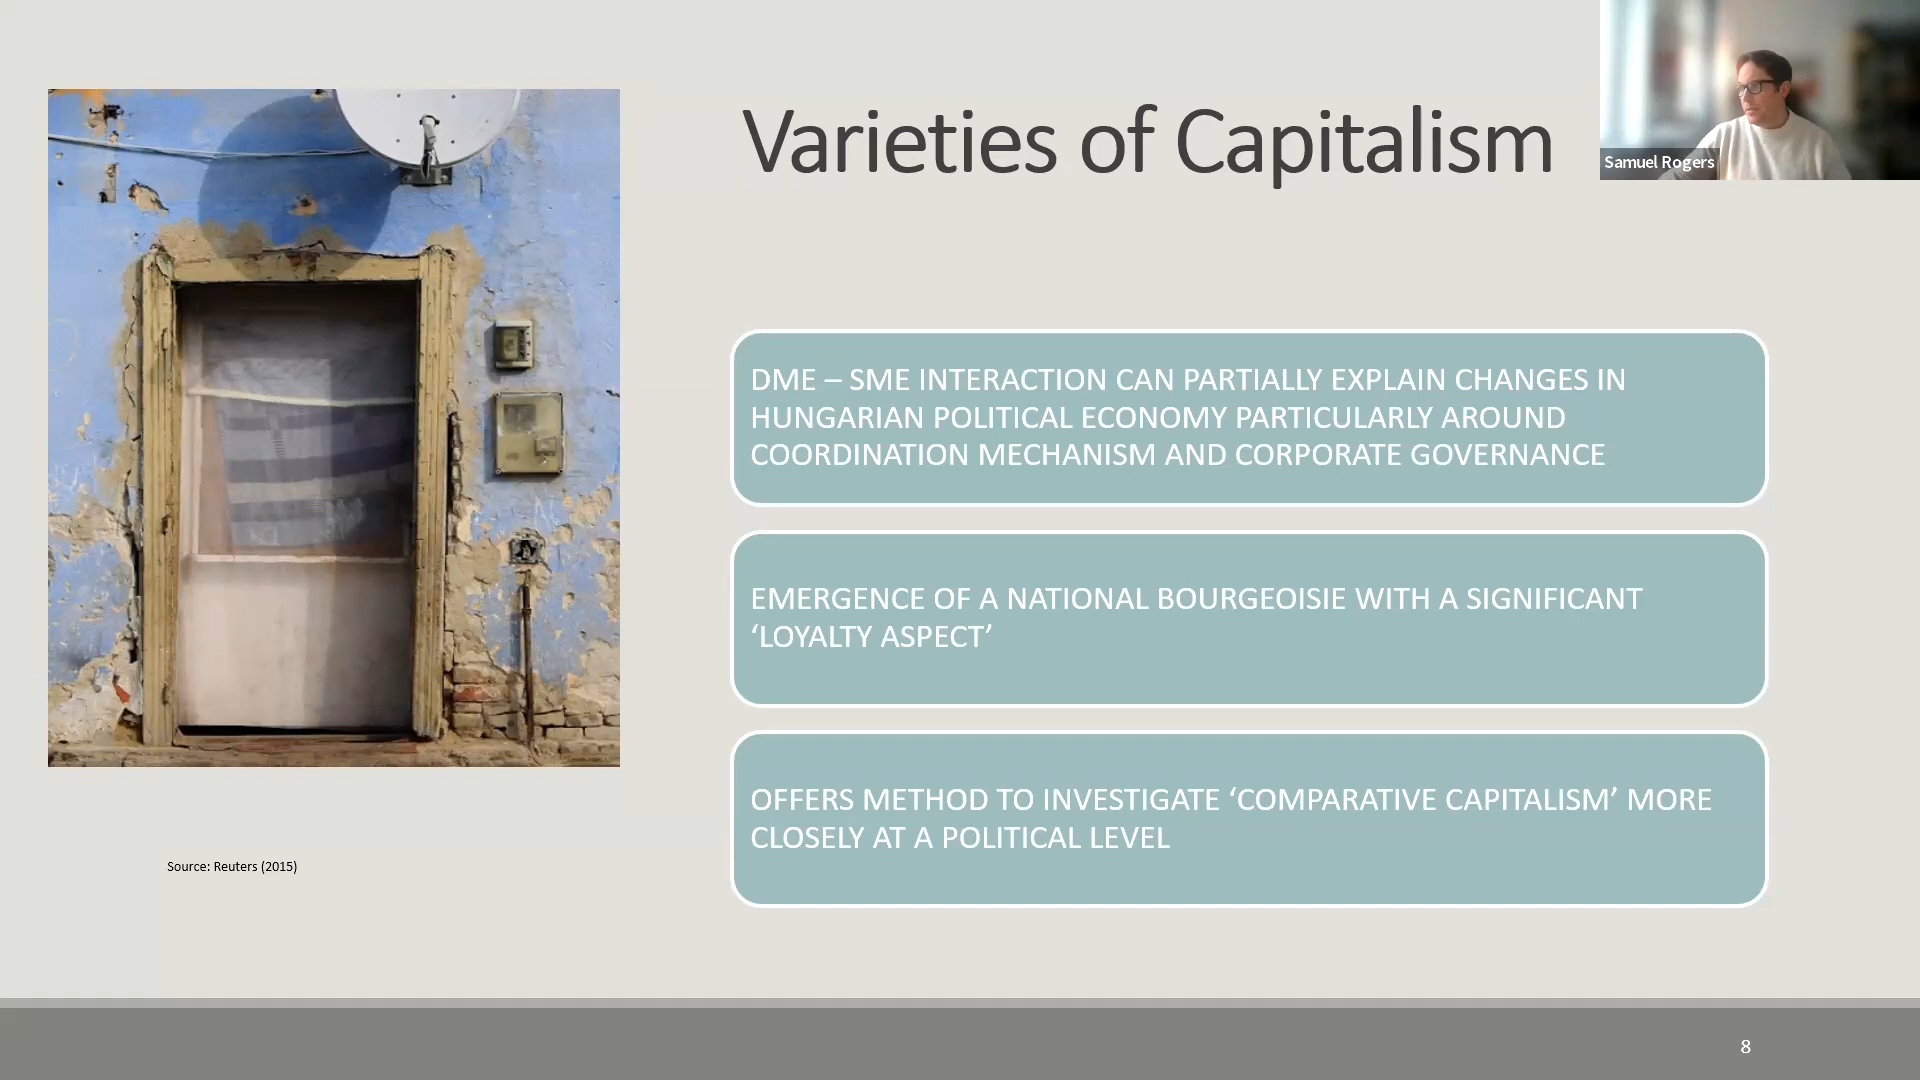 Varieties of Capitalism
Samuel Rogers
DME – SME INTERACTION CAN PARTIALLY EXPLAIN CHANGES IN
HUNGARIAN POLITICAL ECONOMY PARTICULARLY AROUND
COORDINATION MECHANISM AND CORPORATE GOVERNANCE
EMERGENCE OF A NATIONAL BOURGEOISIE WITH A SIGNIFICANT
‘LOYALTY ASPECT’
OFFERS METHOD TO INVESTIGATE ‘COMPARATIVE CAPITALISM’ MORE
CLOSELY AT A POLITICAL LEVEL
Source: Reuters (2015)
8